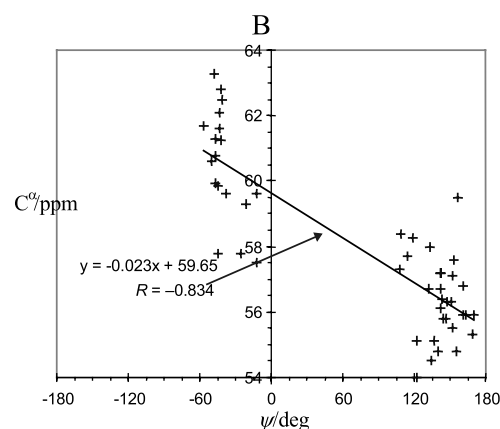 B
64
62
60
58
56
54
Cα/ppm
y = -0.023x + 59.65
R = –0.834
-180 -120 -60 0 60 120 180
ψ/deg